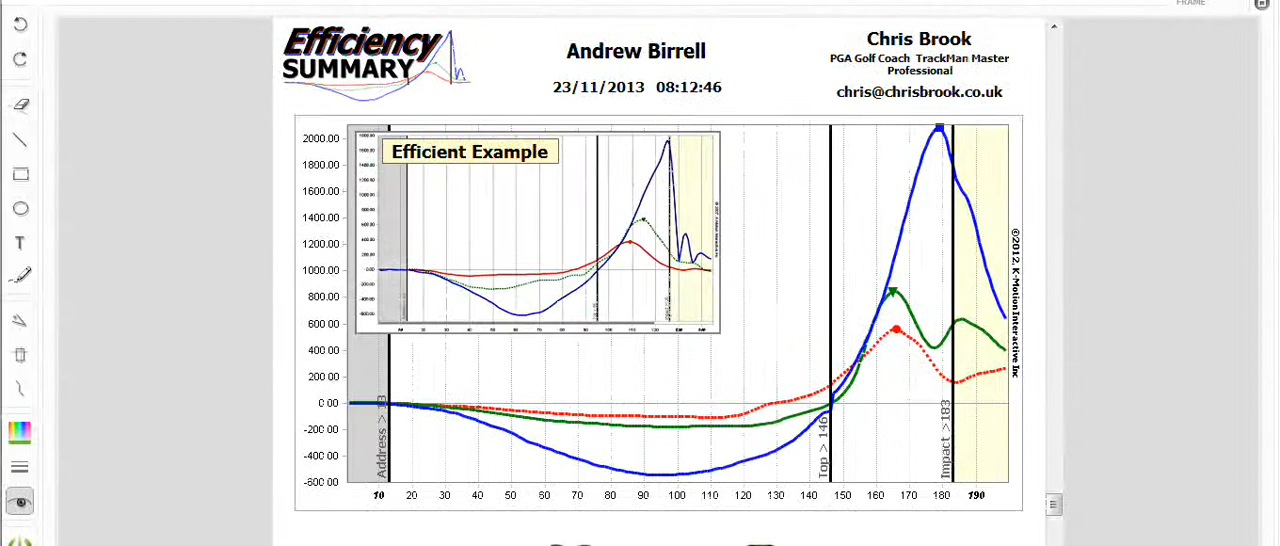 FRAME
Efficiency
SUMMARY
Andrew Birrell
23/11/2013 08:12:46
Chris Brook
PGA Golf Coach TrackMan Master
Professional
chris@chrisbrook.co.uk
Efficient Example
2000.00
1800.00
1600.00
1400.00
1200.00
1000.00
800.00
600.00
400.00
200.00
0.00
-200.00
-400.00
-600.00
Address > 13
Top > 146
Impact >183
10 20 30 40 50 60 70 80 90 100 110 120 130 140 150 160 170 180 190
©2012, K-Motion Interactive Inc
T